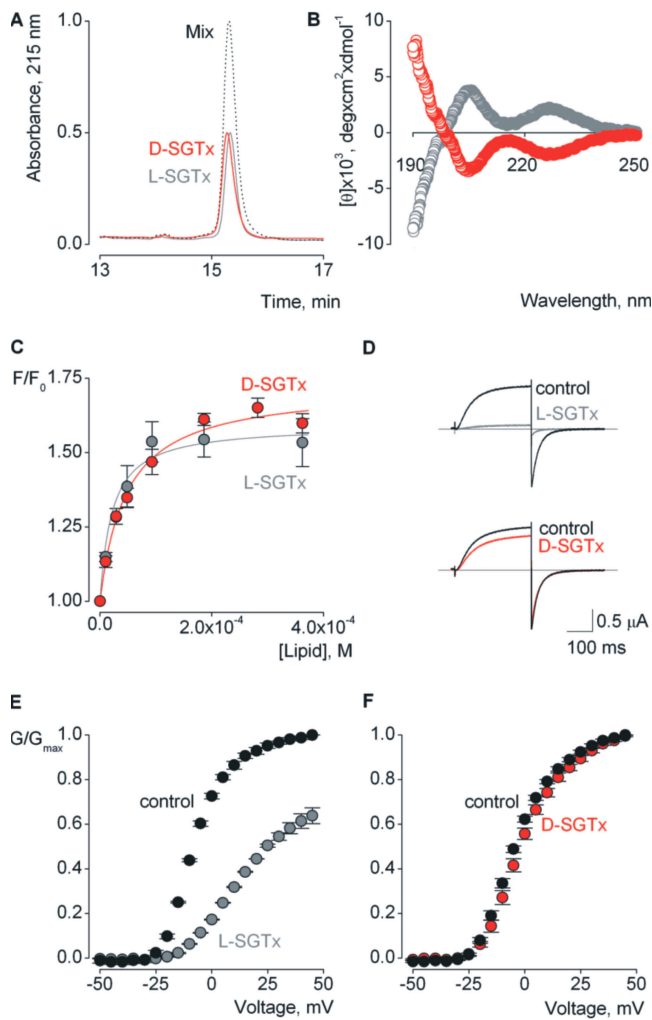 A
Absorbance, 215 nm
1.0
0.5
0.0
Mix
D-SGTx
L-SGTx
13
15
17
Time, min
B
[θ]x10³, degxcm²xdmol⁻¹
10
5
0
-5
-10
190
220
250
Wavelength, nm
C
F/F₀
1.75
1.50
1.25
1.00
D-SGTx
L-SGTx
0.0
2.0x10⁻⁴
4.0x10⁻⁴
[Lipid], M
D
control
L-SGTx
control
D-SGTx
0.5 μA
100 ms
E
G/Gmax
1.0
0.8
0.6
0.4
0.2
0.0
control
L-SGTx
-50
-25
0
25
50
Voltage, mV
F
1.0
0.8
0.6
0.4
0.2
0.0
control
D-SGTx
-50
-25
0
25
50
Voltage, mV